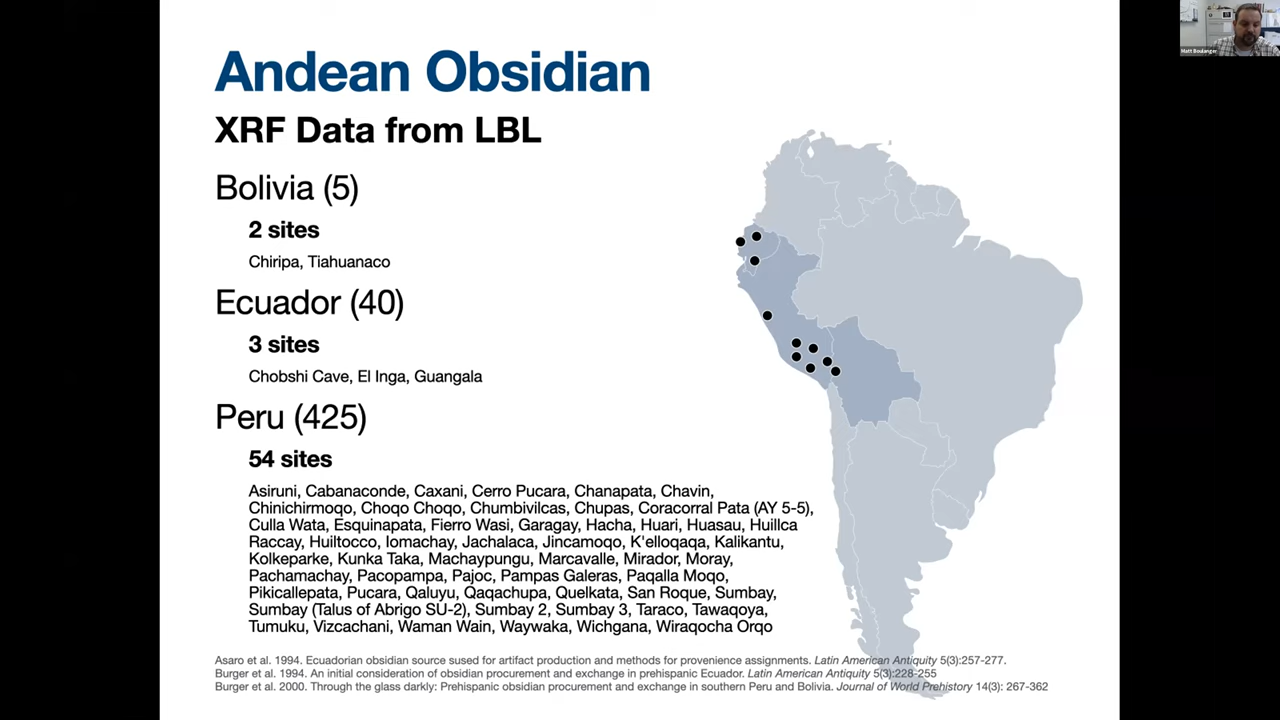 Andean Obsidian
XRF Data from LBL
Bolivia (5)
2 sites
Chiripa, Tiahuanaco
Ecuador (40)
3 sites
Chobshi Cave, El Inga, Guangala
Peru (425)
54 sites
Asiruni, Cabanaconde, Caxani, Cerro Pucara, Chanapata, Chavin,
Chinichirmoqo, Choqo Choqo, Chumbivilcas, Chupas, Coracorral Pata (AY 5-5),
Culla Wata, Esquinapata, Fierro Wasi, Garagay, Hacha, Huari, Huasau, Huillca
Raccay, Huiltocco, Iomachay, Jachalaca, Jincamoqo, K'elloqaqa, Kalikantu,
Kolkeparke, Kunka Taka, Machaypungu, Marcavalle, Mirador, Moray,
Pachamachay, Pacopampa, Pajoc, Pampas Galeras, Paqalla Moqo,
Pikicallepata, Pucara, Qaluyu, Qaqachupa, Quelkata, San Roque, Sumbay,
Sumbay (Talus of Abrigo SU-2), Sumbay 2, Sumbay 3, Taraco, Tawaqoya,
Tumuku, Vizcachani, Waman Wain, Waywaka, Wichgana, Wiraqocha Orqo
Asaro et al. 1994. Ecuadorian obsidian source sused for artifact production and methods for provenience assignments. Latin American Antiquity 5(3):257-277.
Burger et al. 1994. An initial consideration of obsidian procurement and exchange in prehispanic Ecuador. Latin American Antiquity 5(3):228-255
Burger et al. 2000. Through the glass darkly: Prehispanic obsidian procurement and exchange in southern Peru and Bolivia. Journal of World Prehistory 14(3): 267-362
Matt Boulanger